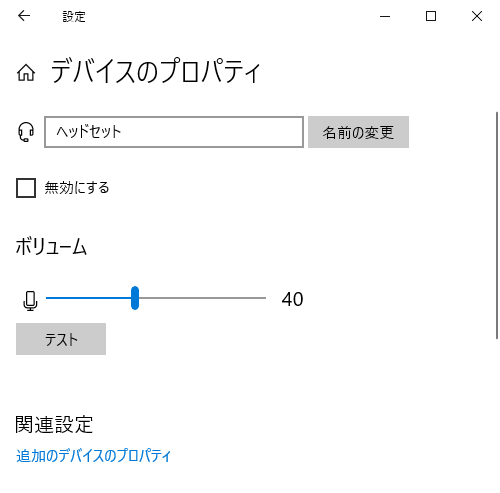 設定
デバイスのプロパティ
ヘッドセット
名前の変更
無効にする
ボリューム
40
テスト
関連設定
追加のデバイスのプロパティ